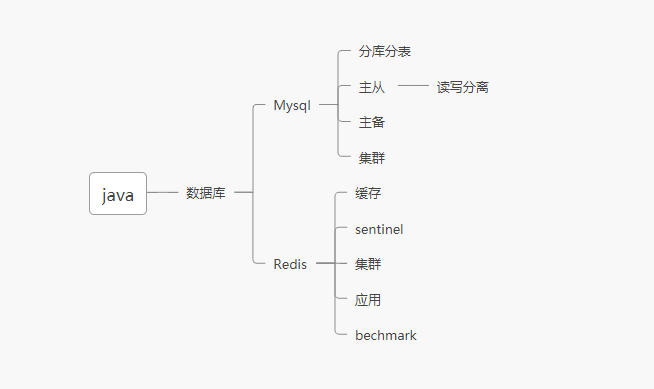 java
数据库
Mysql
分库分表
主从
读写分离
主备
集群
Redis
缓存
sentinel
集群
应用
bechmark